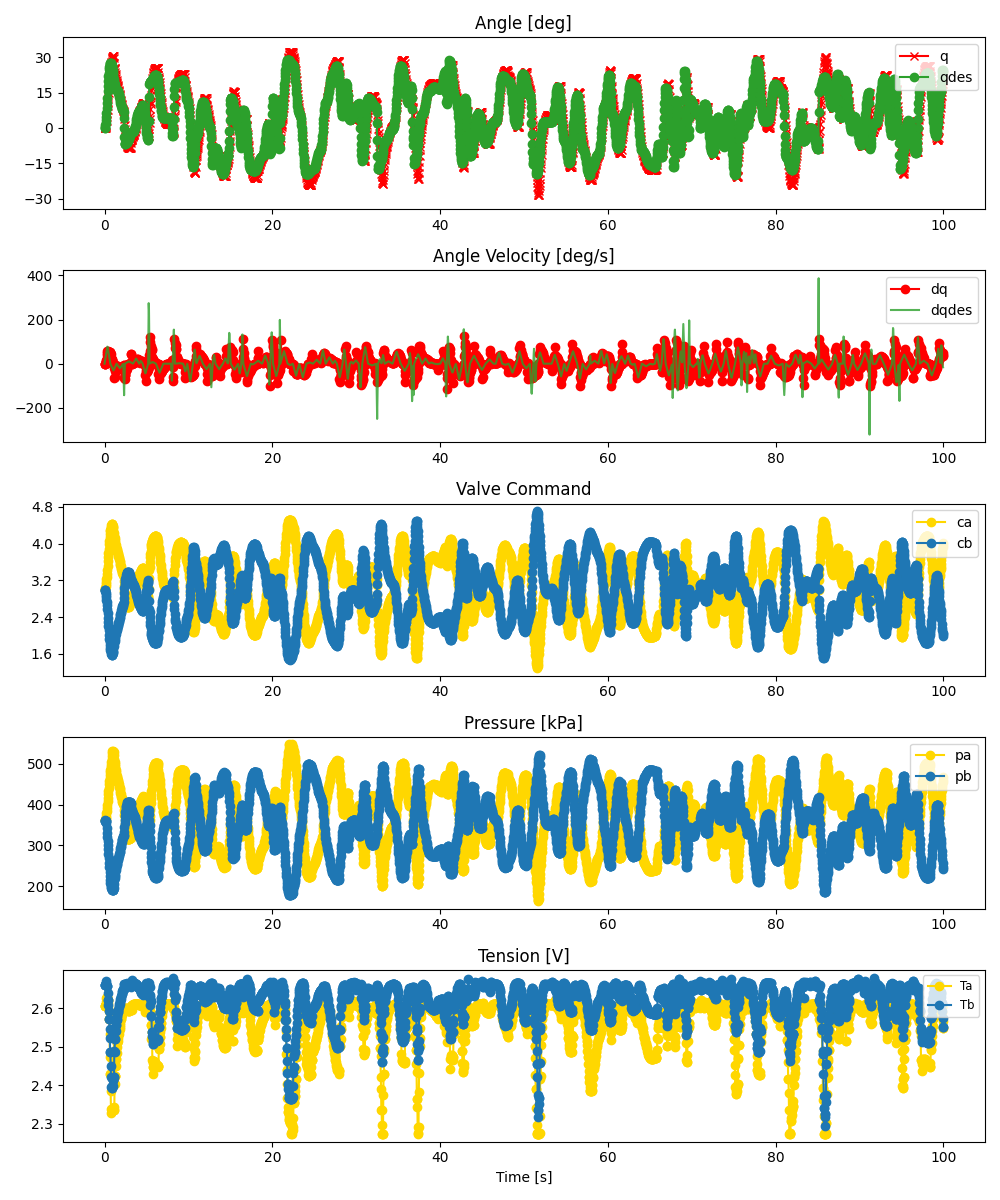 Angle [deg]
30
15
0
−15
−30
q
qdes
0 20 40 60 80 100
Angle Velocity [deg/s]
400
200
0
−200
dq
dqdes
0 20 40 60 80 100
Valve Command
4.8
4.0
3.2
2.4
1.6
ca
cb
0 20 40 60 80 100
Pressure [kPa]
500
400
300
200
pa
pb
0 20 40 60 80 100
Tension [V]
2.6
2.5
2.4
2.3
Ta
Tb
0 20 40 60 80 100
Time [s]